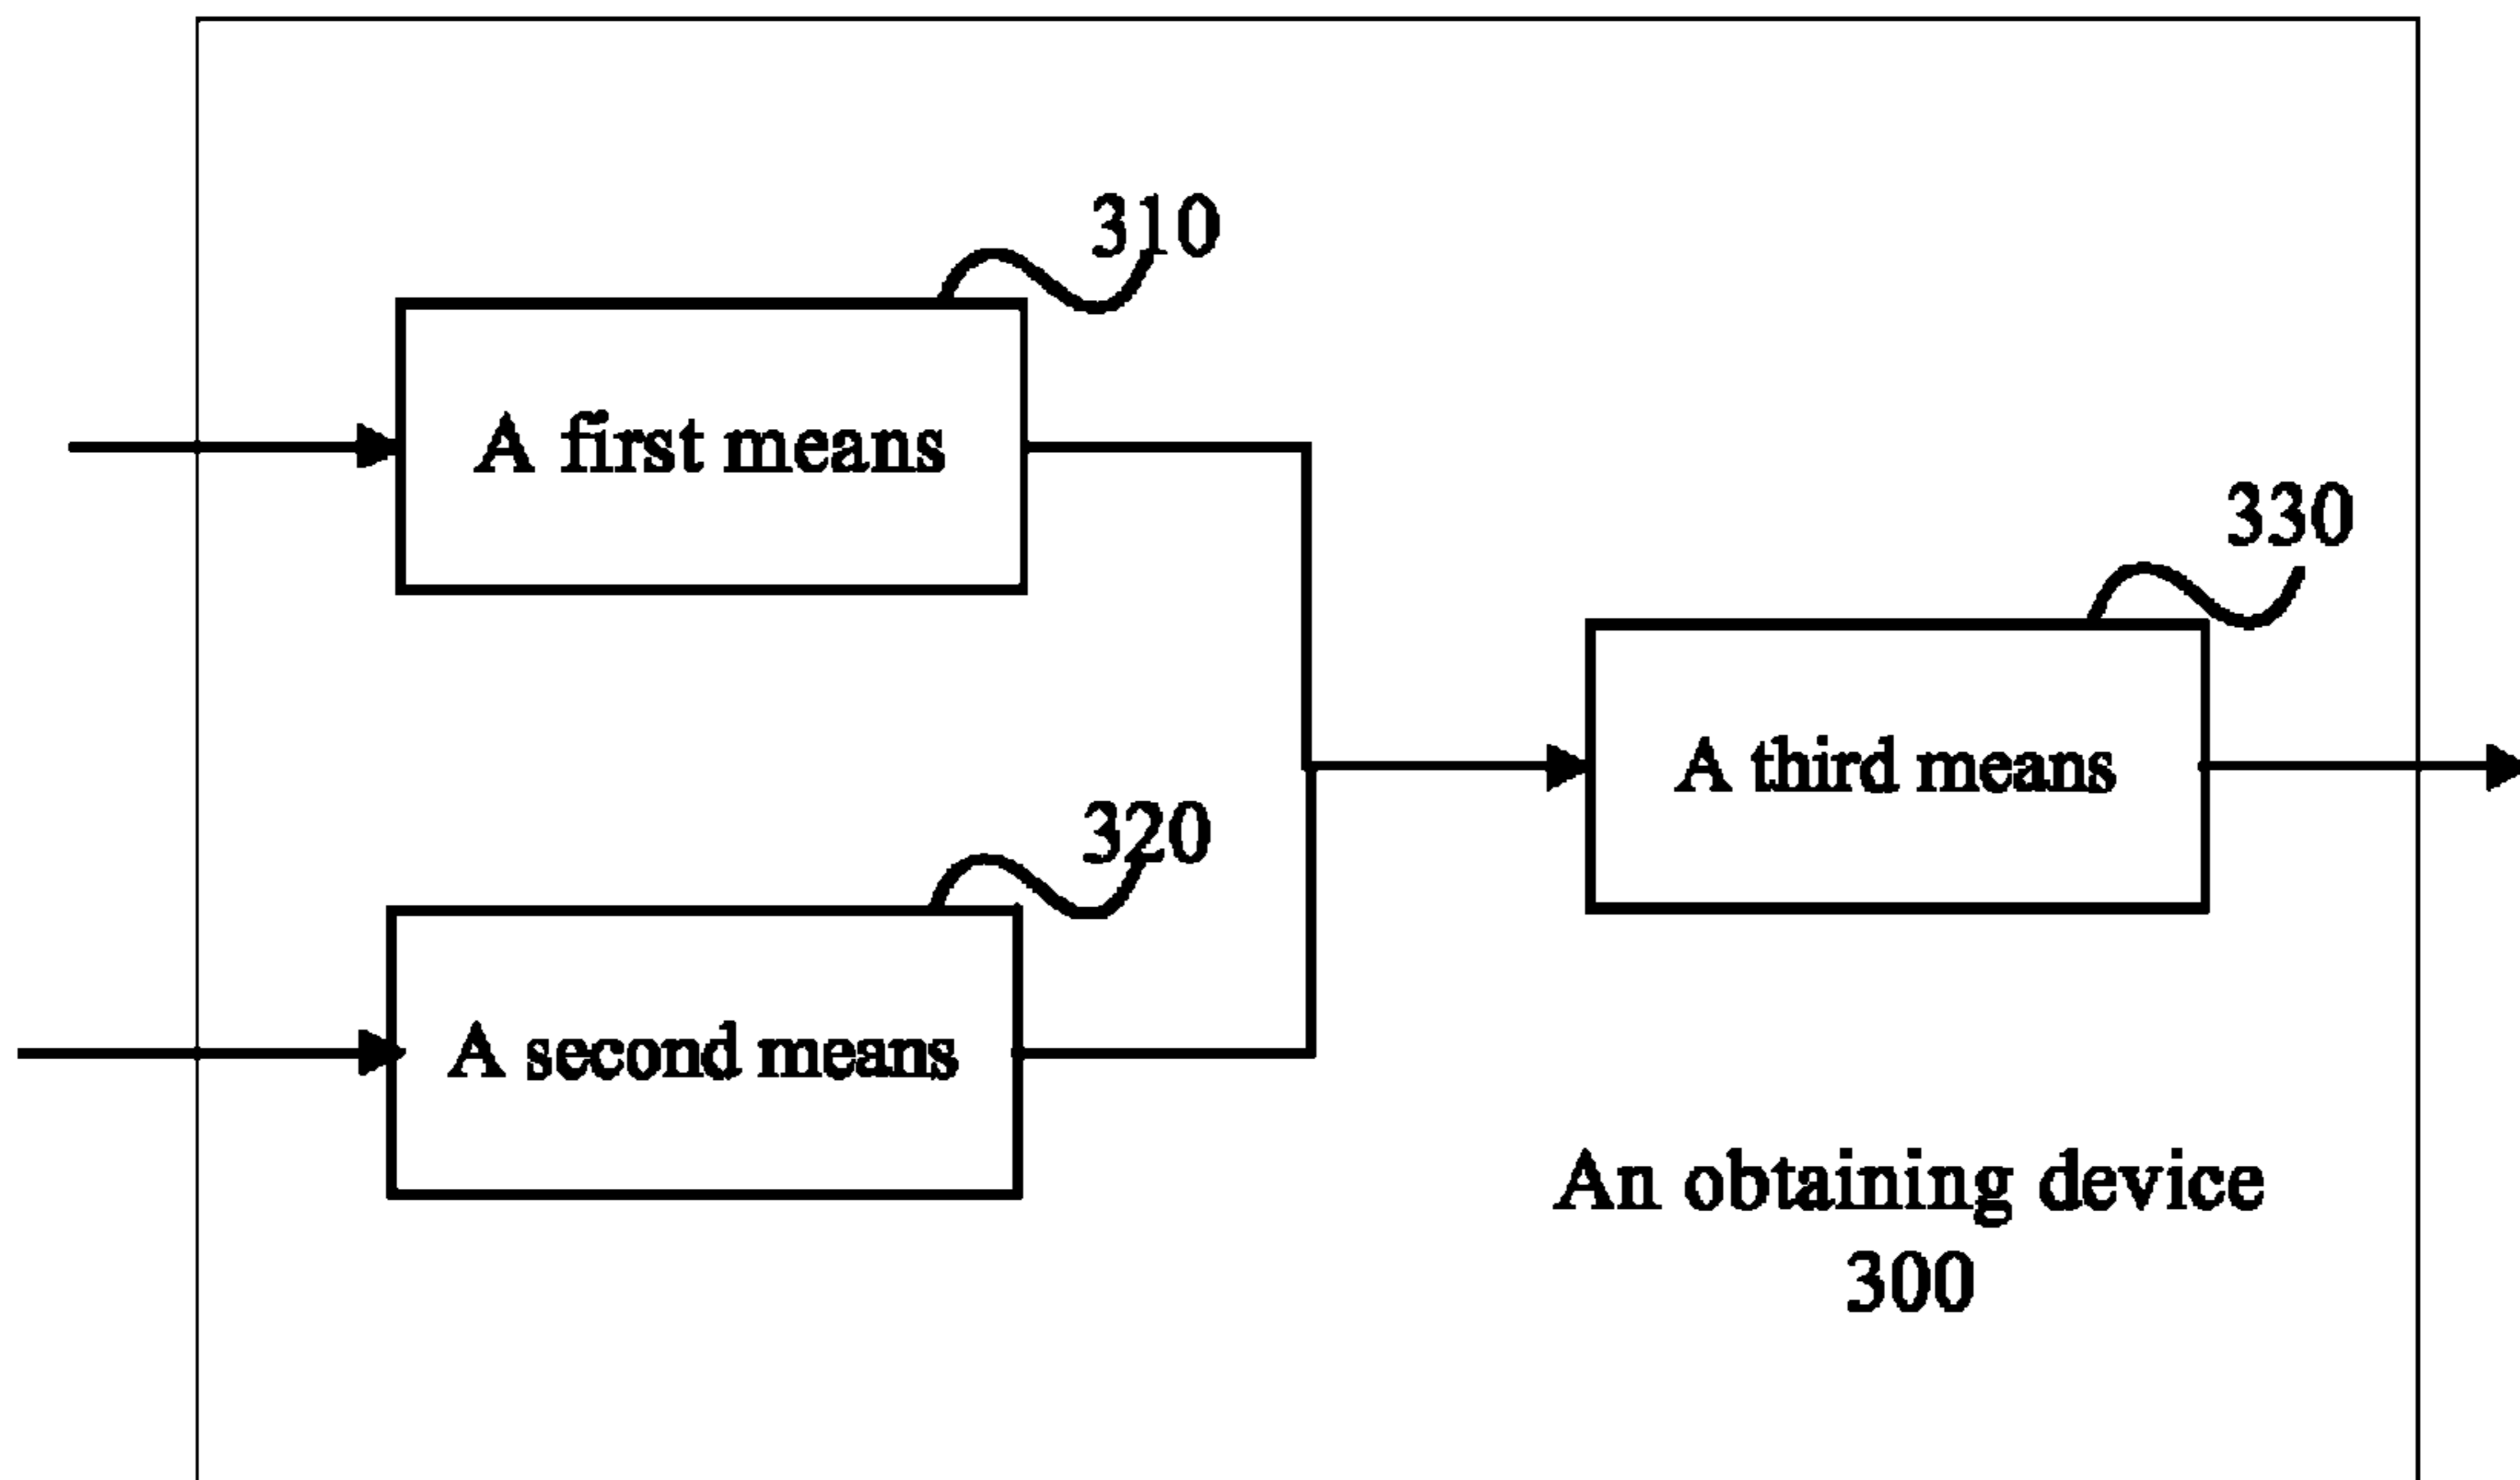 310
A first means
330
A third means
320
A second means
An obtaining device
300